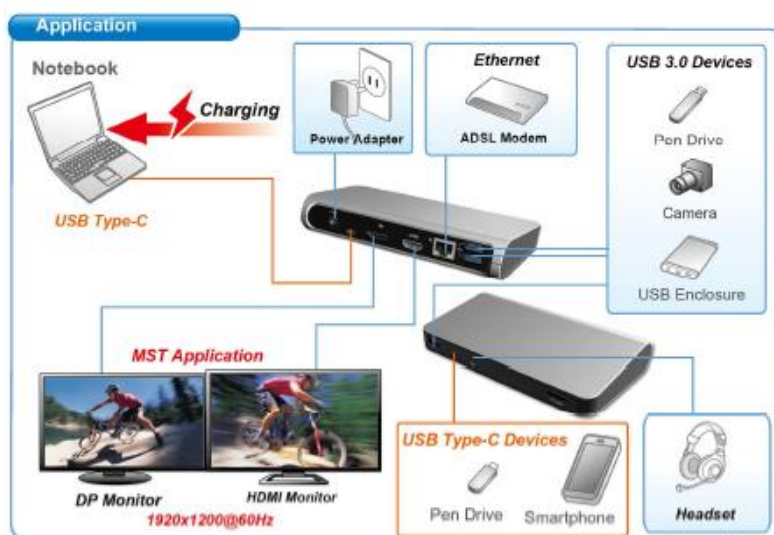 Application
Notebook
Charging
USB Type-C
Power Adapter
Ethernet
ADSL Modem
USB 3.0 Devices
Pen Drive
Camera
USB Enclosure
MST Application
DP Monitor
HDMI Monitor
1920x1200@60Hz
USB Type-C Devices
Pen Drive
Smartphone
Headset